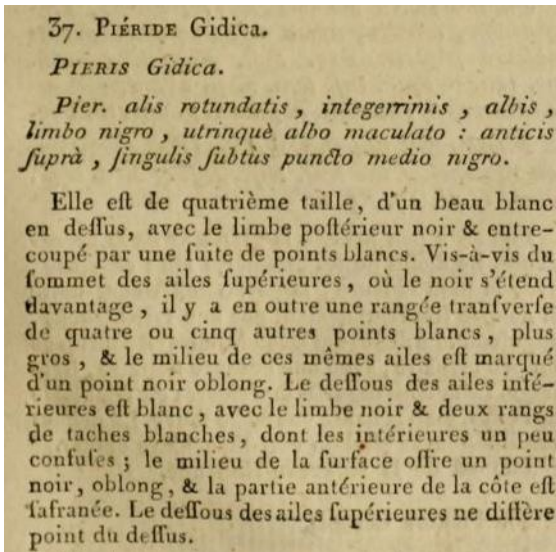 37. PIÉRIDE Gidica.
PIERIS Gidica.
Pier. alis rotundatis, integerrimis, albis,
limbo nigro, utrinquè albo maculato : anticis
ſuprà, ſingulis ſubtùs puncto medio nigro.
Elle eſt de quatrième taille, d'un beau blanc
en deſſus, avec le limbe poſtérieur noir & entre-
coupé par une ſuite de points blancs. Vis-à-vis du
ſommet des ailes ſupérieures, où le noir s'étend
davantage, il y a en outre une rangée tranſverſe
de quatre ou cinq autres points blancs, plus
gros, & le milieu de ces mêmes ailes eſt marqué
d'un point noir oblong. Le deſſous des ailes infé-
rieures eſt blanc, avec le limbe noir & deux rangs
de taches blanches, dont les intérieures un peu
confuſes ; le milieu de la ſurface offre un point
noir, oblong, & la partie antérieure de la côte eſt
ſafranée. Le deſſous des ailes ſupérieures ne diffère
point du deſſus.